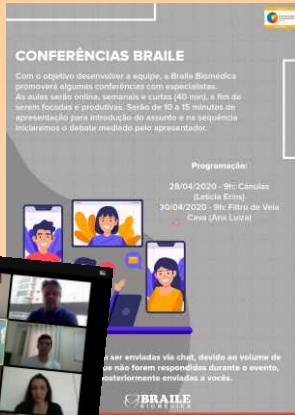 CONFERÊNCIAS BRAILE
Com o objetivo desenvolver a equipe, a Braile Biomédica
promoverá algumas conferências com especialistas.
As aulas serão online, semanais e curtas (40 min), a fim de
serem focadas e produtivas. Serão de 10 a 15 minutos de
apresentação para introdução do assunto e na sequência
iniciaremos o debate mediado pelo apresentador.
Programação:
28/04/2020 - 9h: Cânulas
(Letícia Enns)
30/04/2020 - 9h: Filtro de Veia
Cava (Ana Luiza)
ser enviadas via chat, devido ao volume de
que não forem respondidas durante o evento,
posteriormente enviadas a vocês.
BRAILE
BIOMÉDICA